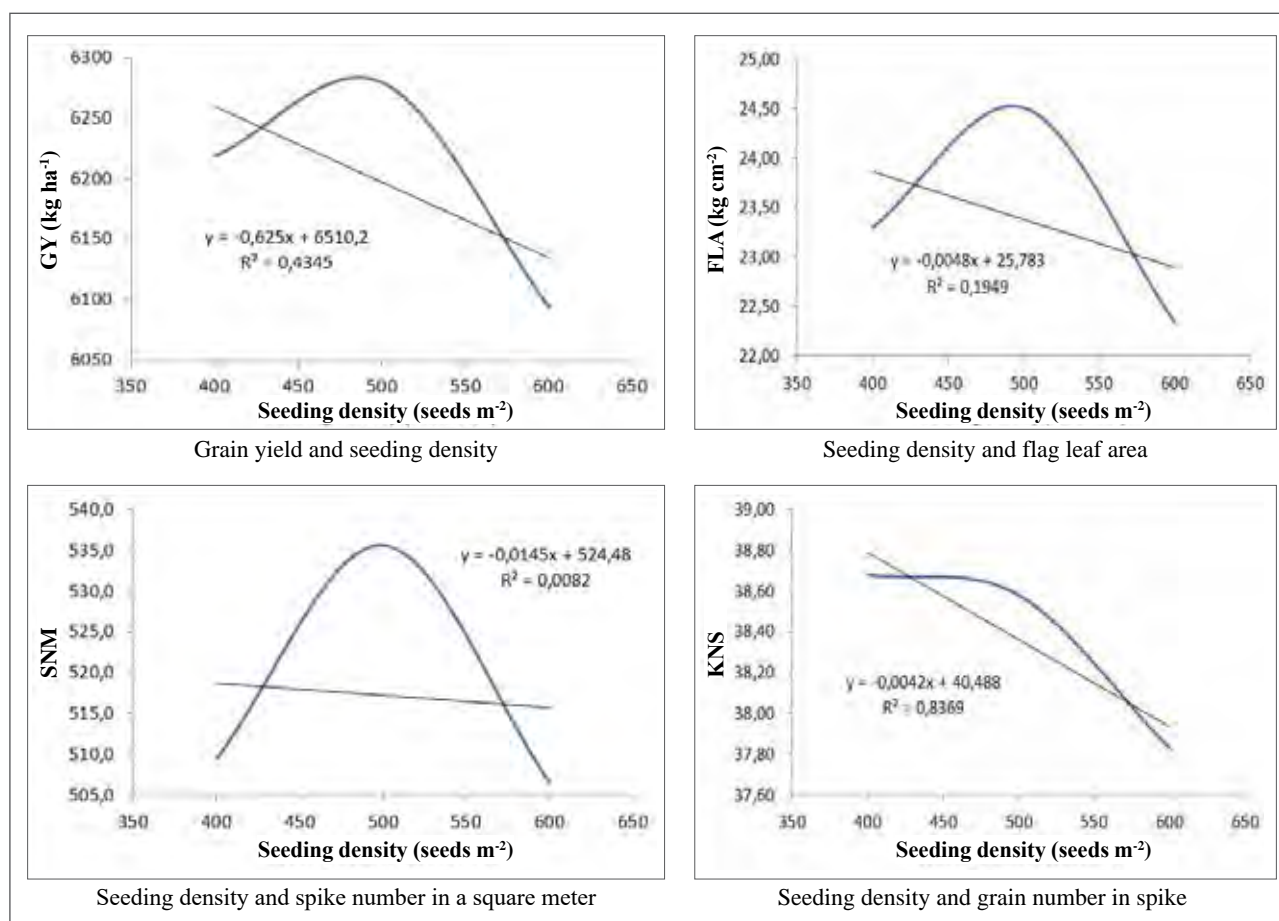 6300
6250
6200
6150
6100
6050
GY (kg ha-1)
y = -0,625x + 6510,2
R² = 0,4345
350 400 450 500 550 600 650
Seeding density (seeds m-2)
Grain yield and seeding density
25,00
24,50
24,00
23,50
23,00
22,50
22,00
FLA (kg cm-2)
y = -0,0048x + 25,783
R² = 0,1949
350 400 450 500 550 600 650
Seeding density (seeds m-2)
Seeding density and flag leaf area
540,0
535,0
530,0
525,0
520,0
515,0
510,0
505,0
SNM
y = -0,0145x + 524,48
R² = 0,0082
350 400 450 500 550 600 650
Seeding density (seeds m-2)
Seeding density and spike number in a square meter
39,00
38,80
38,60
38,40
38,20
38,00
37,80
37,60
KNS
y = -0,0042x + 40,488
R² = 0,8369
350 400 450 500 550 600 650
Seeding density (seeds m-2)
Seeding density and grain number in spike